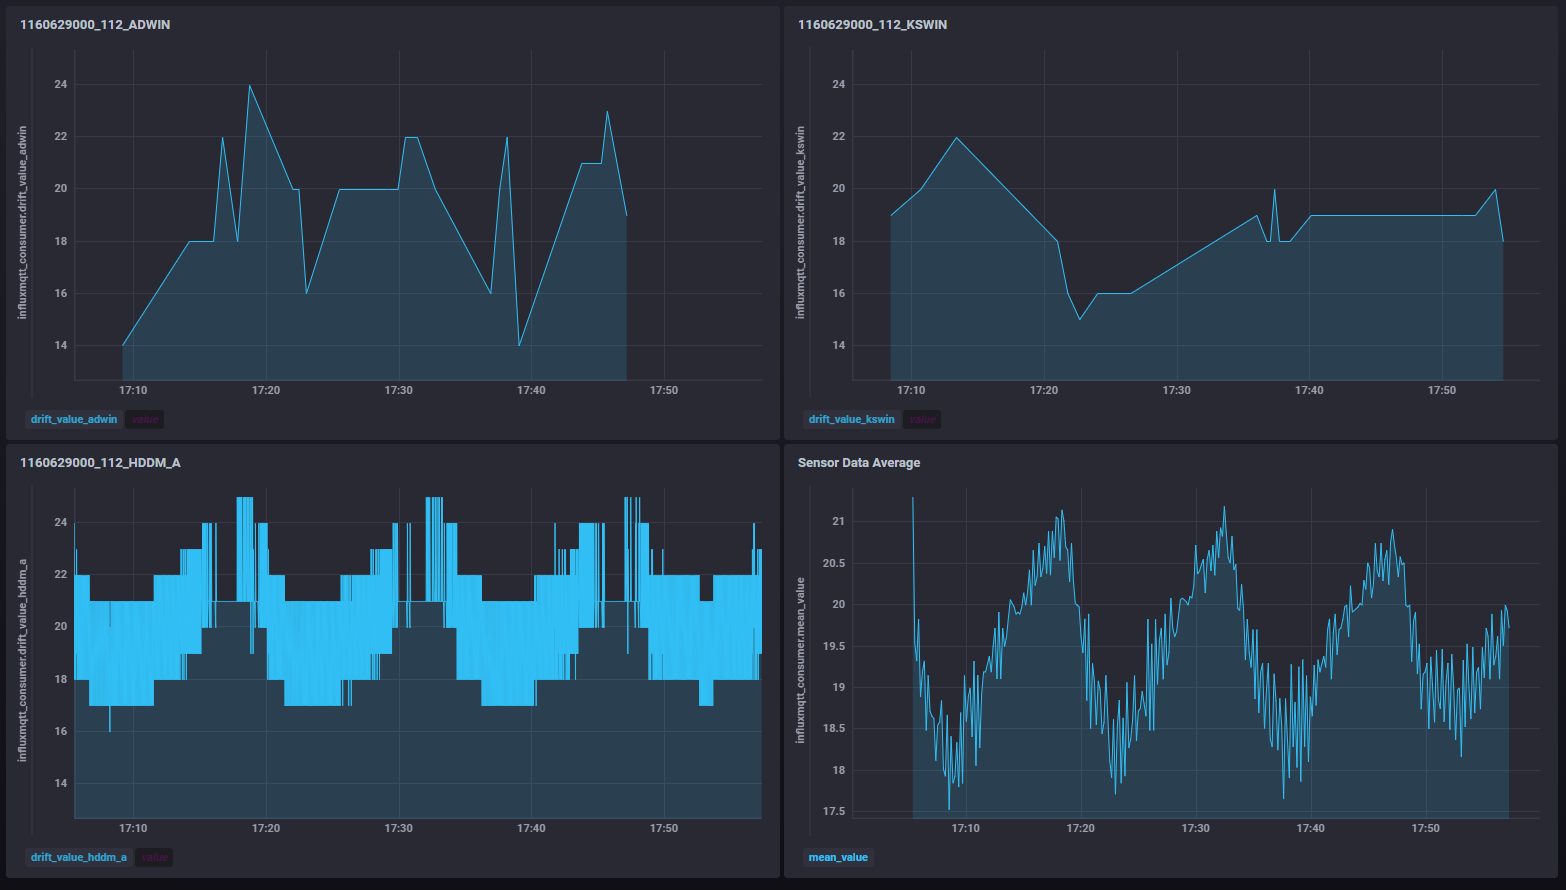 1160629000_112_ADWIN
influxmqtt_consumer.drift_value_adwin
24
22
20
18
16
14
17:10 17:20 17:30 17:40 17:50
drift_value_adwin value
1160629000_112_KSWIN
influxmqtt_consumer.drift_value_kswin
24
22
20
18
16
14
17:10 17:20 17:30 17:40 17:50
drift_value_kswin value
1160629000_112_HDDM_A
influxmqtt_consumer.drift_value_hddm_a
24
22
20
18
16
14
17:10 17:20 17:30 17:40 17:50
drift_value_hddm_a value
Sensor Data Average
influxmqtt_consumer.mean_value
21
20.5
20
19.5
19
18.5
18
17.5
17:10 17:20 17:30 17:40 17:50
mean_value